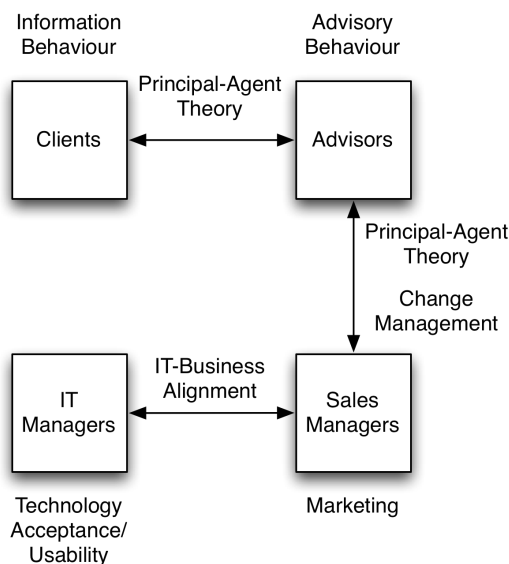 Information
Behaviour
Advisory
Behaviour
Principal-Agent
Theory
Clients
Advisors
Principal-Agent
Theory
Change
Management
IT-Business
Alignment
IT
Managers
Sales
Managers
Technology
Acceptance/
Usability
Marketing